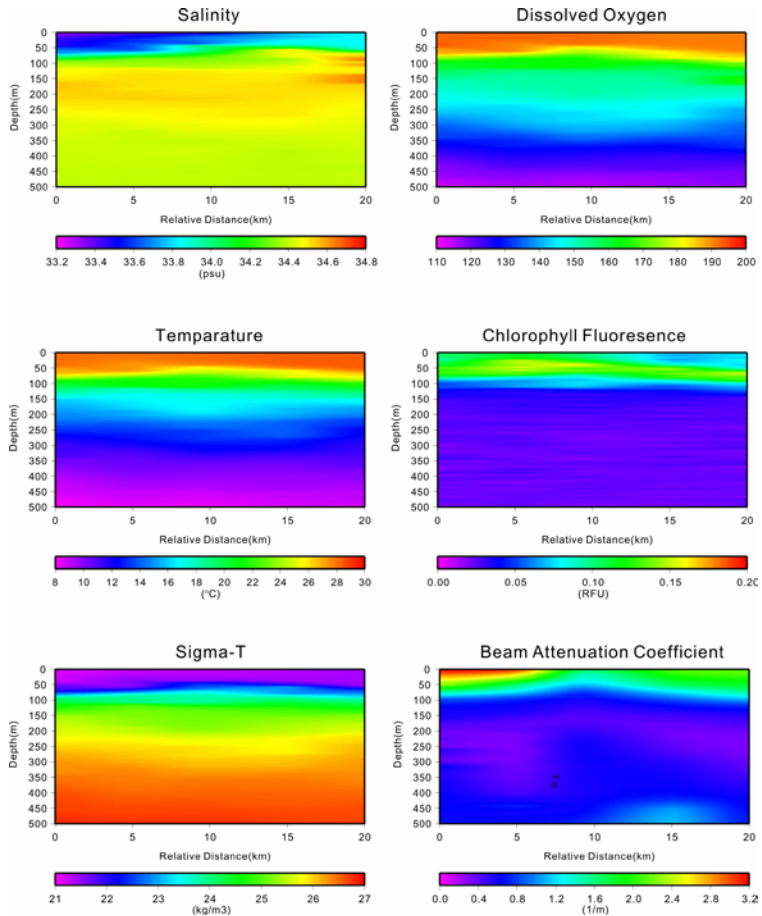 Salinity
0
50
100
150
200
250
300
350
400
450
500
Depth(m)
0 5 10 15 20
Relative Distance(km)
33.2 33.4 33.6 33.8 34.0 34.2 34.4 34.6 34.8
(psu)
Dissolved Oxygen
0
50
100
150
200
250
300
350
400
450
500
Depth(m)
0 5 10 15 20
Relative Distance(km)
110 120 130 140 150 160 170 180 190 200
Temparature
0
50
100
150
200
250
300
350
400
450
500
Depth(m)
0 5 10 15 20
Relative Distance(km)
8 10 12 14 16 18 20 22 24 26 28 30
(°C)
Chlorophyll Fluoresence
0
50
100
150
200
250
300
350
400
450
500
Depth(m)
0 5 10 15 20
Relative Distance(km)
0.00 0.05 0.10 0.15 0.20
(RFU)
Sigma-T
0
50
100
150
200
250
300
350
400
450
500
Depth(m)
0 5 10 15 20
Relative Distance(km)
21 22 23 24 25 26 27
(kg/m3)
Beam Attenuation Coefficient
0
50
100
150
200
250
300
350
400
450
500
Depth(m)
0 5 10 15 20
Relative Distance(km)
0.0 0.4 0.8 1.2 1.6 2.0 2.4 2.8 3.2
(1/m)